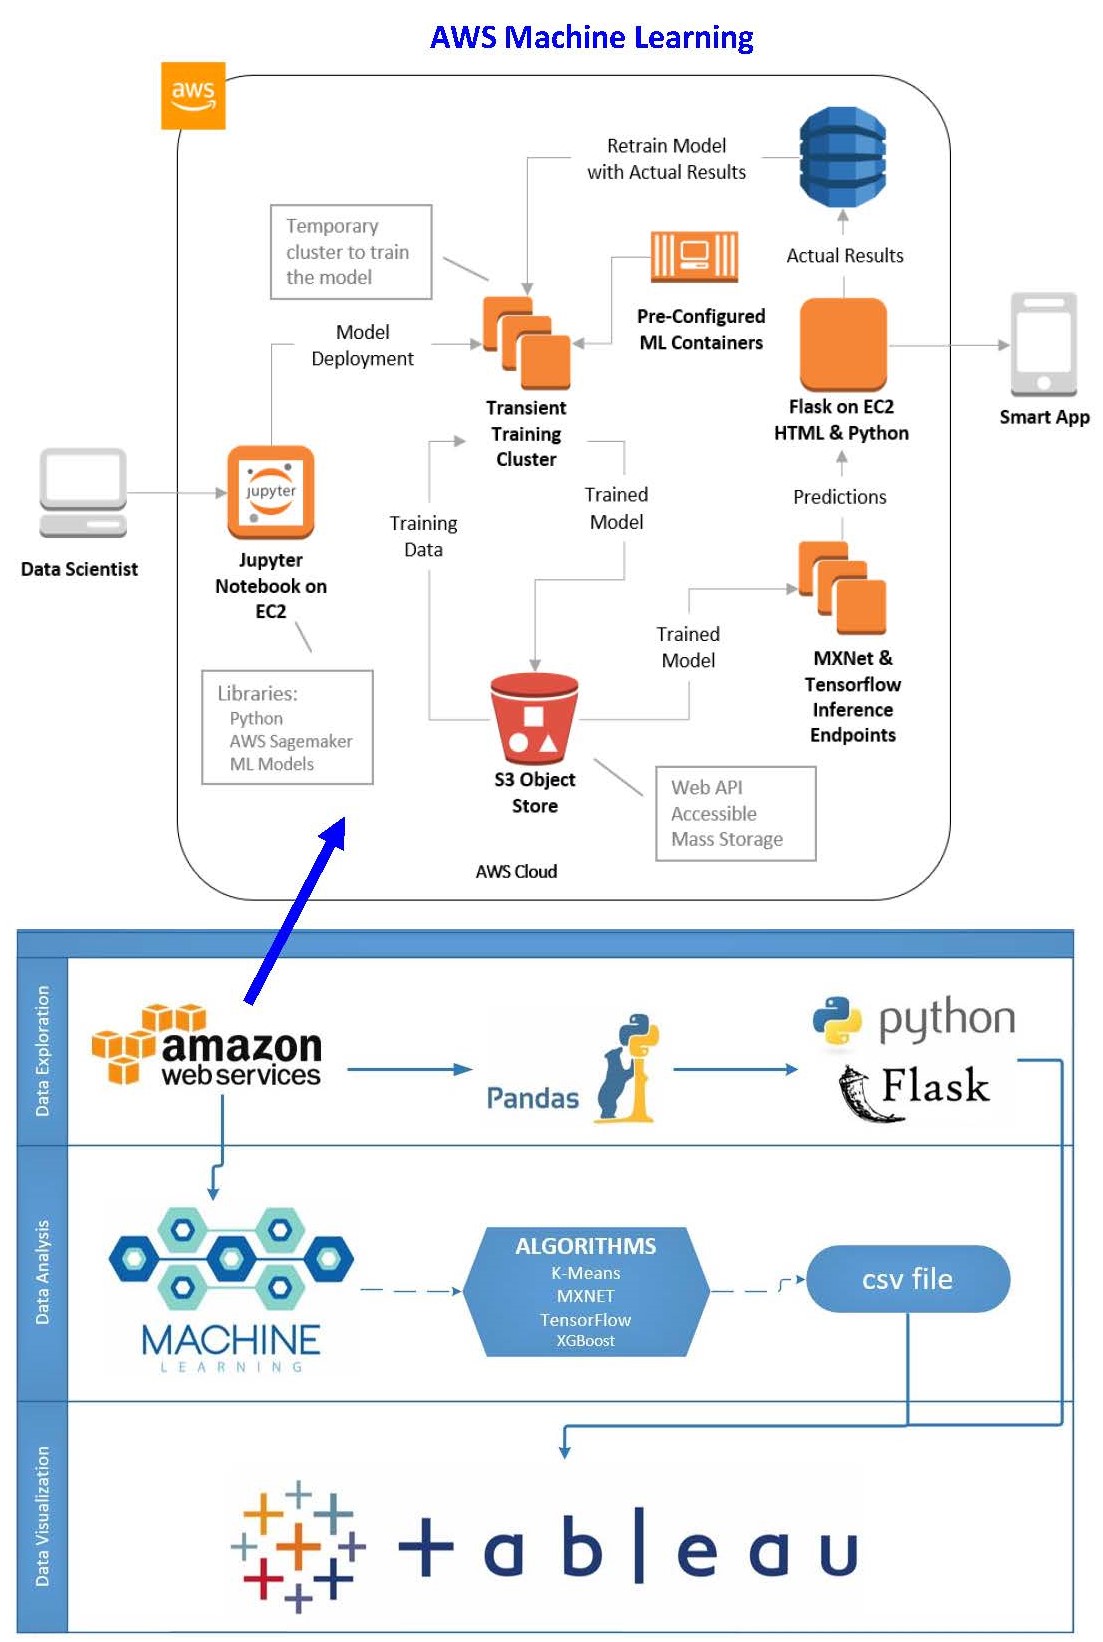 AWS Machine Learning
aws
Retrain Model
with Actual Results
Temporary
cluster to train
the model
Actual Results
Pre-Configured
ML Containers
Model
Deployment
Transient
Training
Cluster
Flask on EC2
HTML & Python
Smart App
jupyter
Data Scientist
Jupyter
Notebook on
EC2
Training
Data
Trained
Model
Predictions
Trained
Model
MXNet &
Tensorflow
Inference
Endpoints
Libraries:
Python
AWS Sagemaker
ML Models
S3 Object
Store
Web API
Accessible
Mass Storage
AWS Cloud
Data Exploration
amazon
webservices
Pandas
python
Flask
Data Analysis
MACHINE
LEARNING
ALGORITHMS
K-Means
MXNET
TensorFlow
XGBoost
csv file
Data Visualization
+ableau